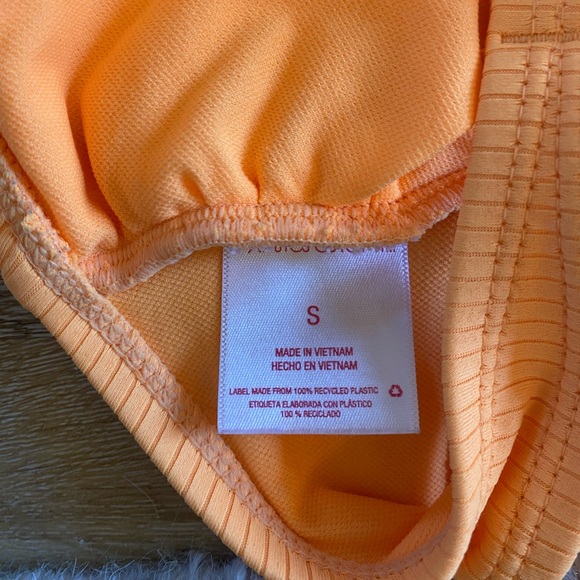 S
MADE IN VIETNAM
HECHO EN VIETNAM
LABEL MADE FROM 100% RECYCLED PLASTIC
ETIQUETA ELABORADA CON PLÁSTICO
100 % RECICLADO